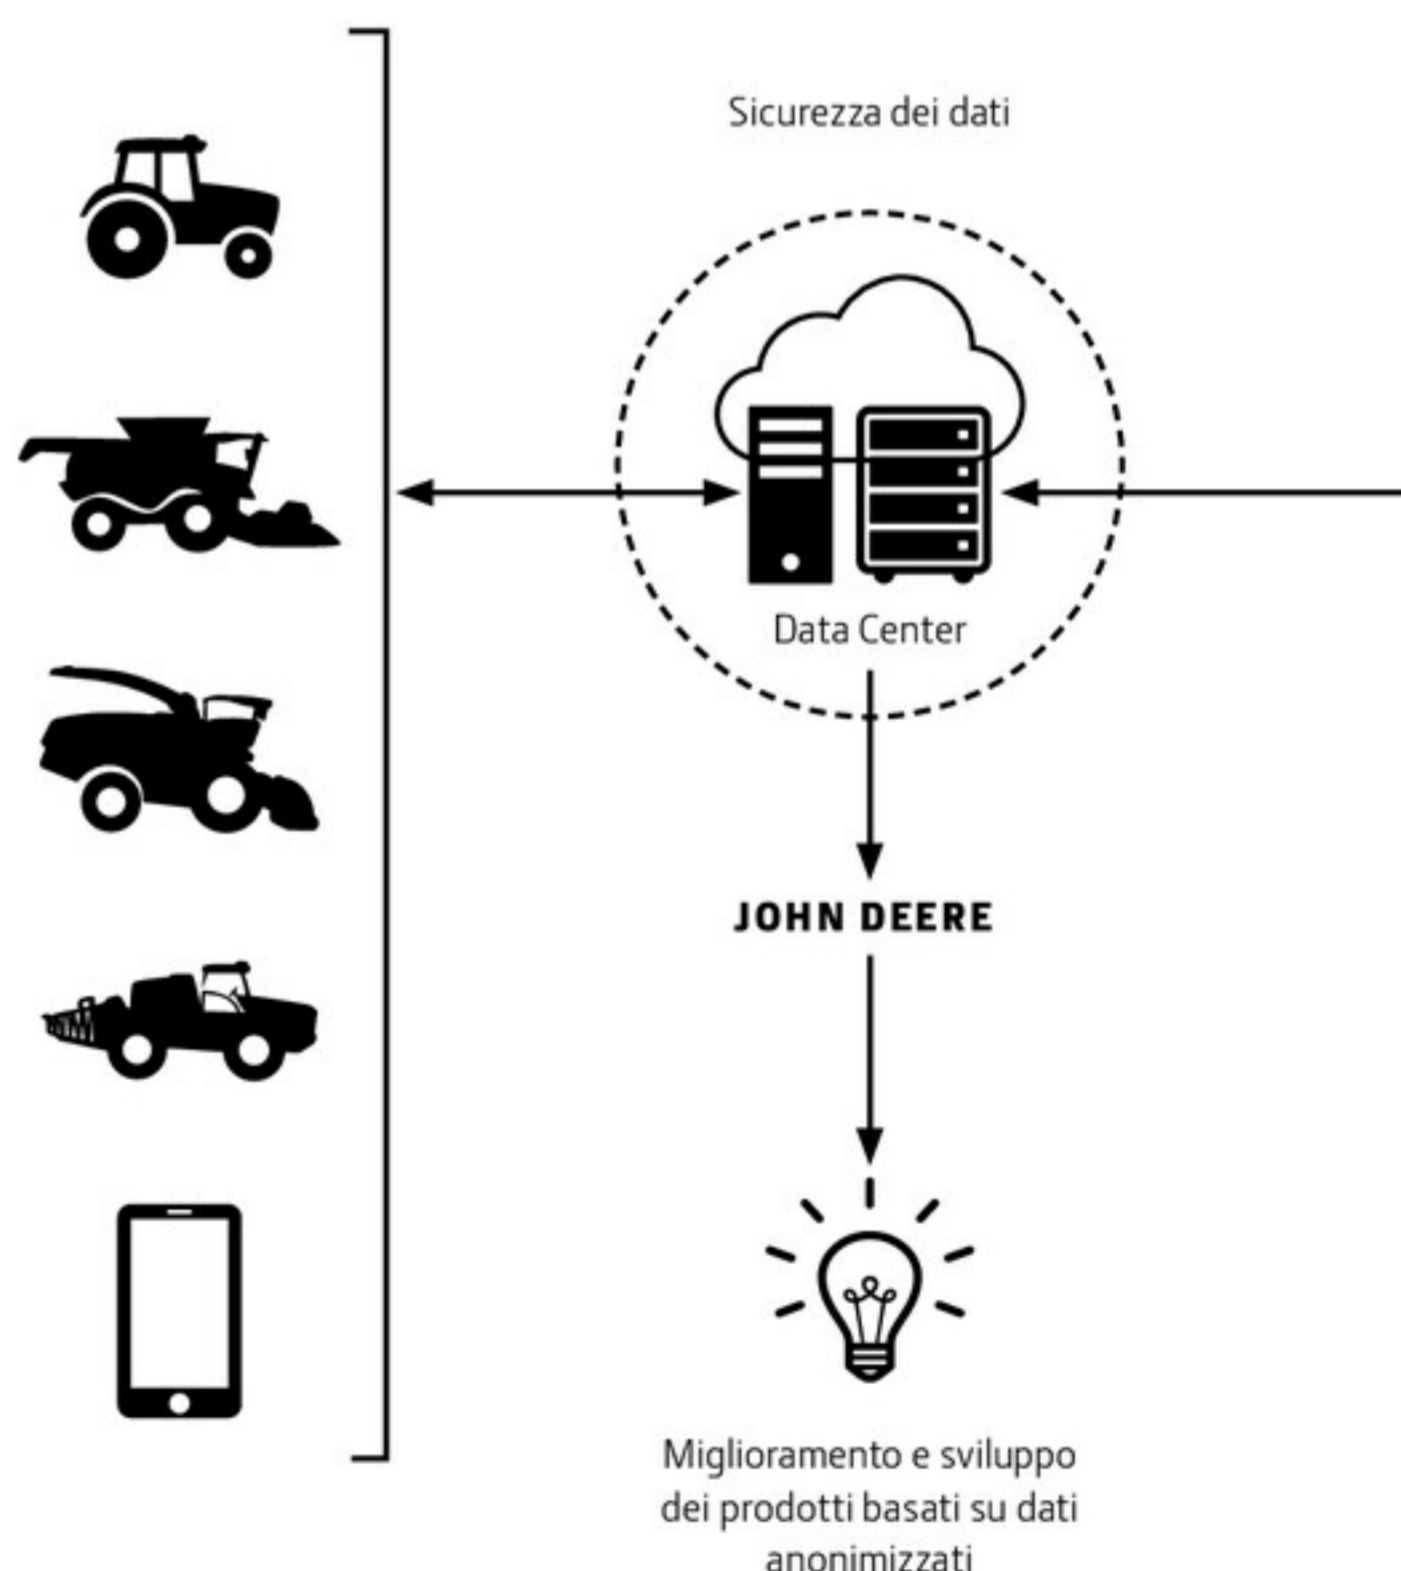 Sicurezza dei dati
Data Center
JOHN DEERE
Miglioramento e sviluppo
dei prodotti basati su dati
anonimizzati